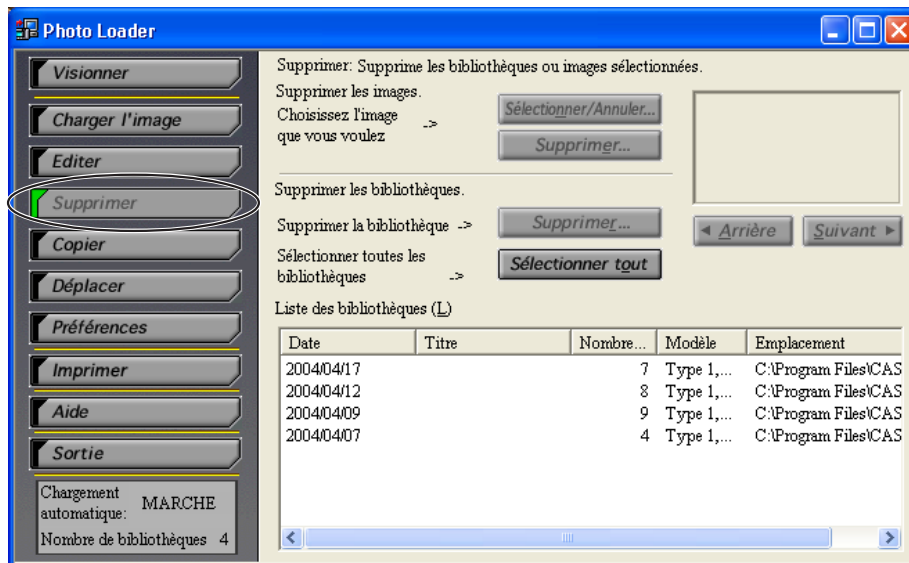 Photo Loader
Visionner
Charger l'image
Editer
Supprimer
Copier
Déplacer
Préférences
Imprimer
Aide
Sortie
Chargement
automatique: MARCHE
Nombre de bibliothèques 4
Supprimer: Supprime les bibliothèques ou images sélectionnées.
Supprimer les images.
Choisissez l'image
que vous voulez ->
Sélectionner/Annuler...
Supprimer...
Supprimer les bibliothèques.
Supprimer la bibliothèque -> Supprimer...
Sélectionner toutes les
bibliothèques -> Sélectionner tout
Arrière Suivant
Liste des bibliothèques (L)
Date Titre Nombre... Modèle Emplacement
2004/04/17 7 Type 1,... C:\Program Files\CAS
2004/04/12 8 Type 1,... C:\Program Files\CAS
2004/04/09 9 Type 1,... C:\Program Files\CAS
2004/04/07 4 Type 1,... C:\Program Files\CAS